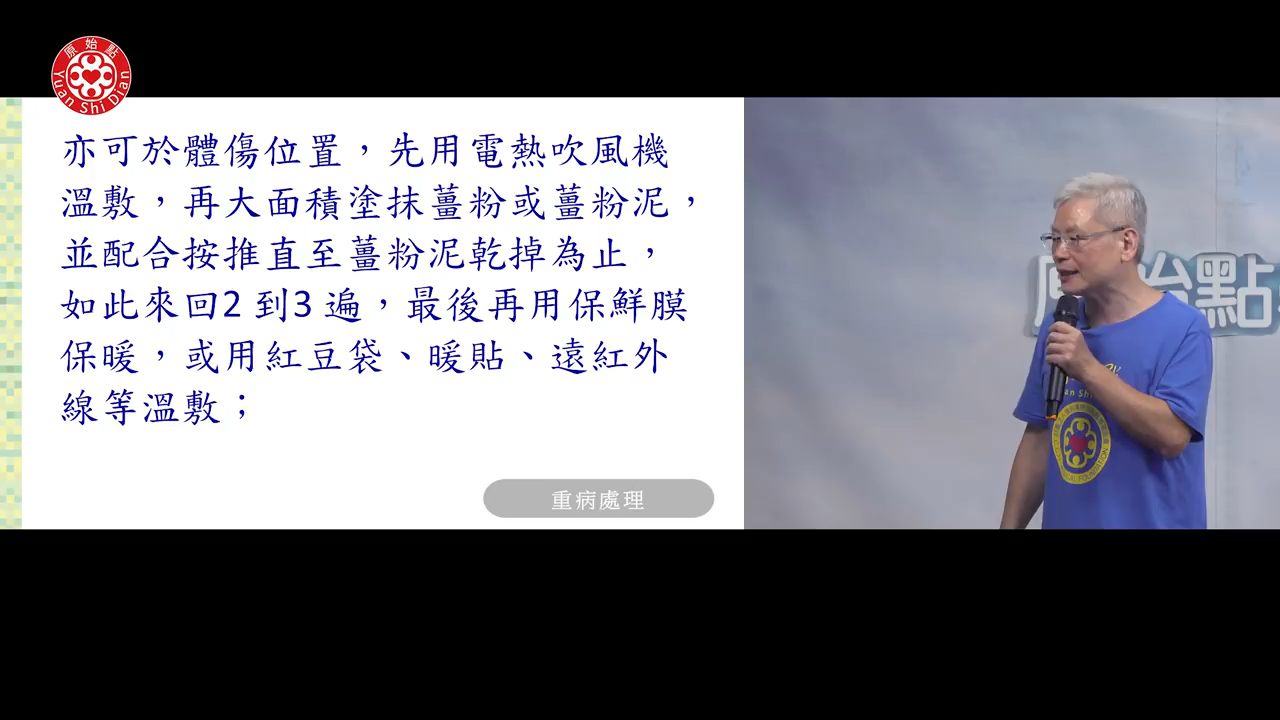 原始點
Yuan Shi Dian
亦可於體傷位置，先用電熱吹風機
溫敷，再大面積塗抹薑粉或薑粉泥，
並配合按推直至薑粉泥乾掉為止，
如此來回2到3遍，最後再用保鮮膜
保暖，或用紅豆袋、暖貼、遠紅外
線等溫敷；
重病處理
原始點